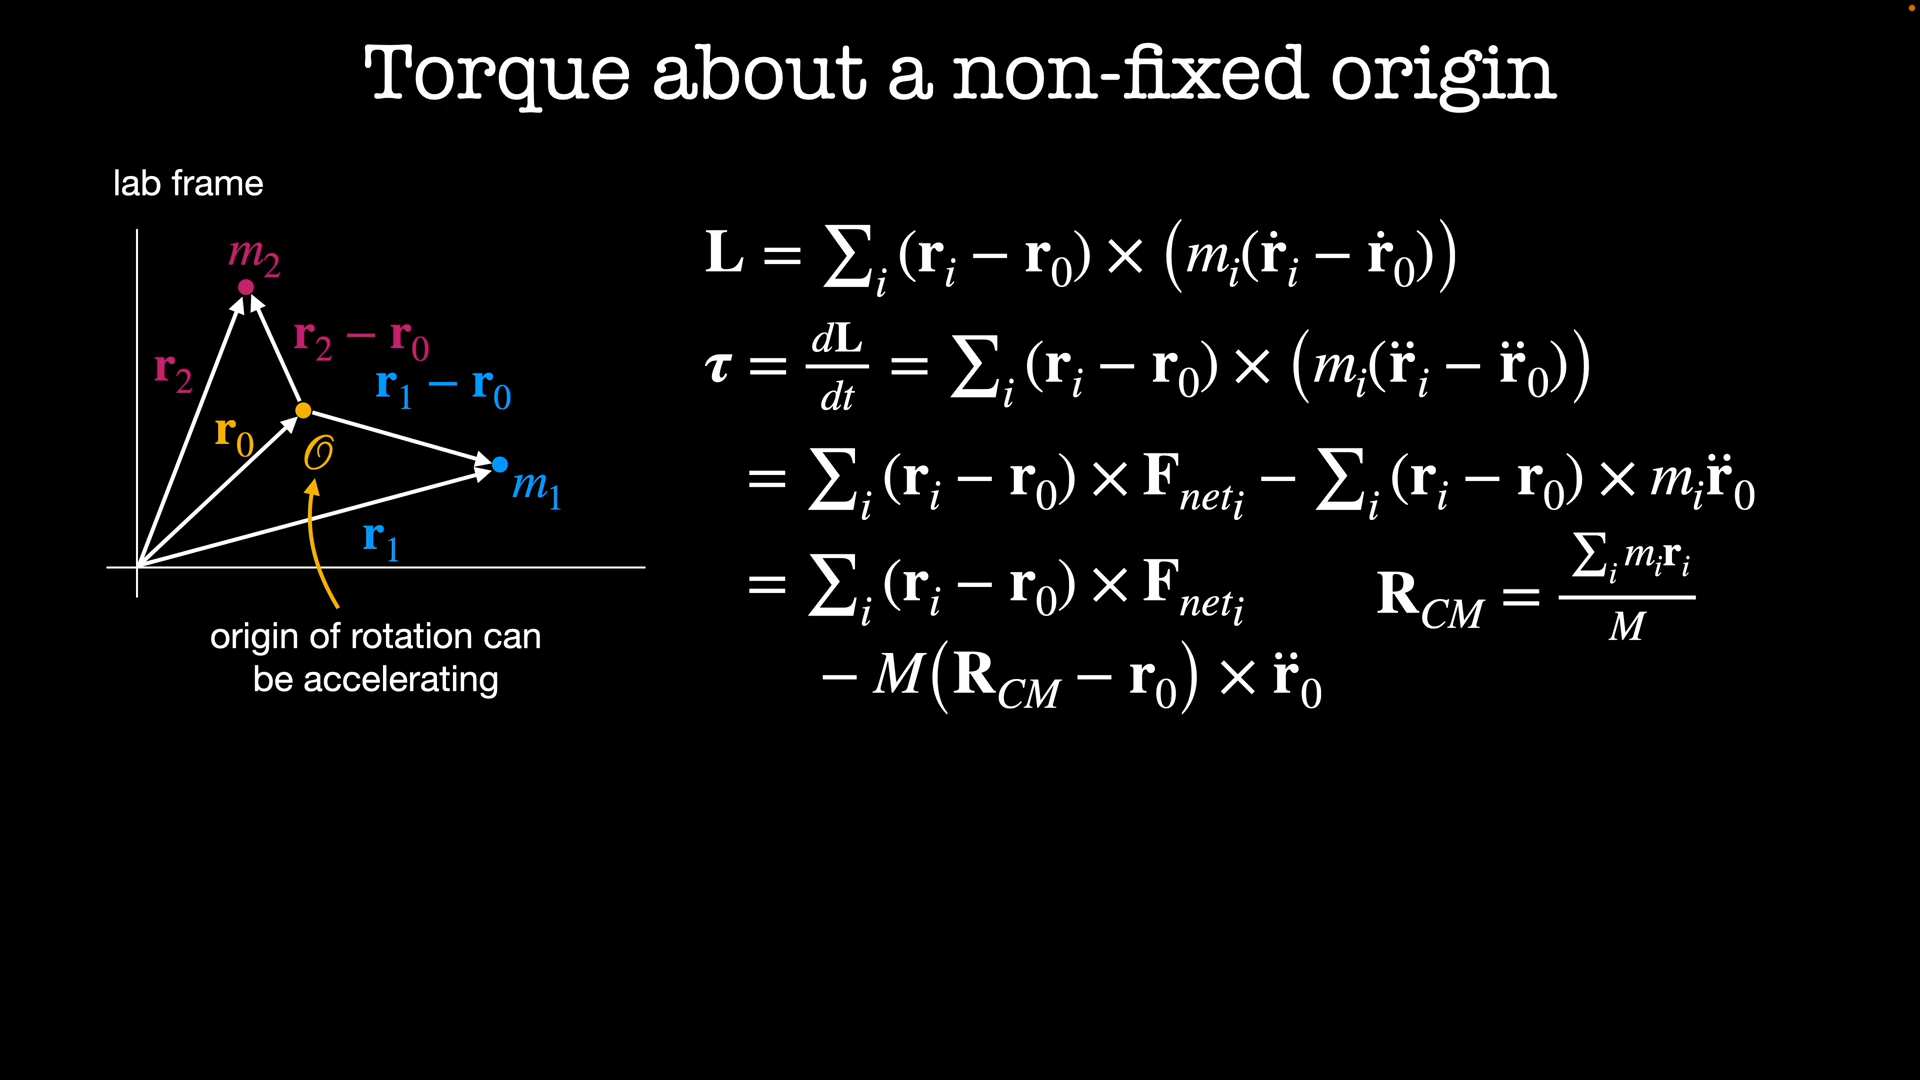 Torque about a non-fixed origin
lab frame
m₂
r₂ − r₀
r₂
r₁ − r₀
r₀
𝒪
m₁
r₁
origin of rotation can
be accelerating
L = ∑ᵢ (rᵢ − r₀) × (mᵢ(ṙᵢ − ṙ₀))
τ = dL/dt = ∑ᵢ (rᵢ − r₀) × (mᵢ(r̈ᵢ − r̈₀))
= ∑ᵢ (rᵢ − r₀) × F_netᵢ − ∑ᵢ (rᵢ − r₀) × mᵢr̈₀
= ∑ᵢ (rᵢ − r₀) × F_netᵢ
R_CM = ∑ᵢ mᵢrᵢ / M
− M(R_CM − r₀) × r̈₀